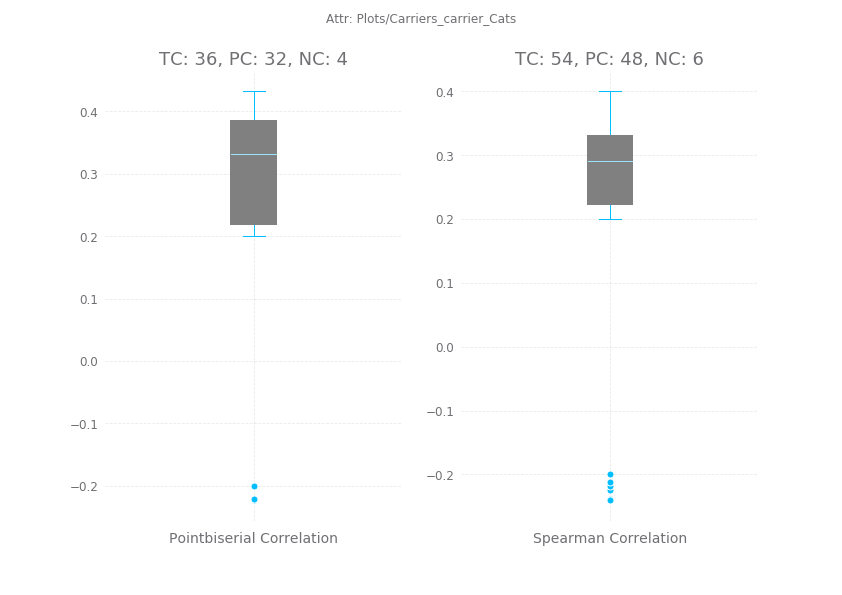 Attr: Plots/Carriers_carrier_Cats
TC: 36, PC: 32, NC: 4
0.4
0.3
0.2
0.1
0.0
−0.1
−0.2
Pointbiserial Correlation
TC: 54, PC: 48, NC: 6
0.4
0.3
0.2
0.1
0.0
−0.1
−0.2
Spearman Correlation